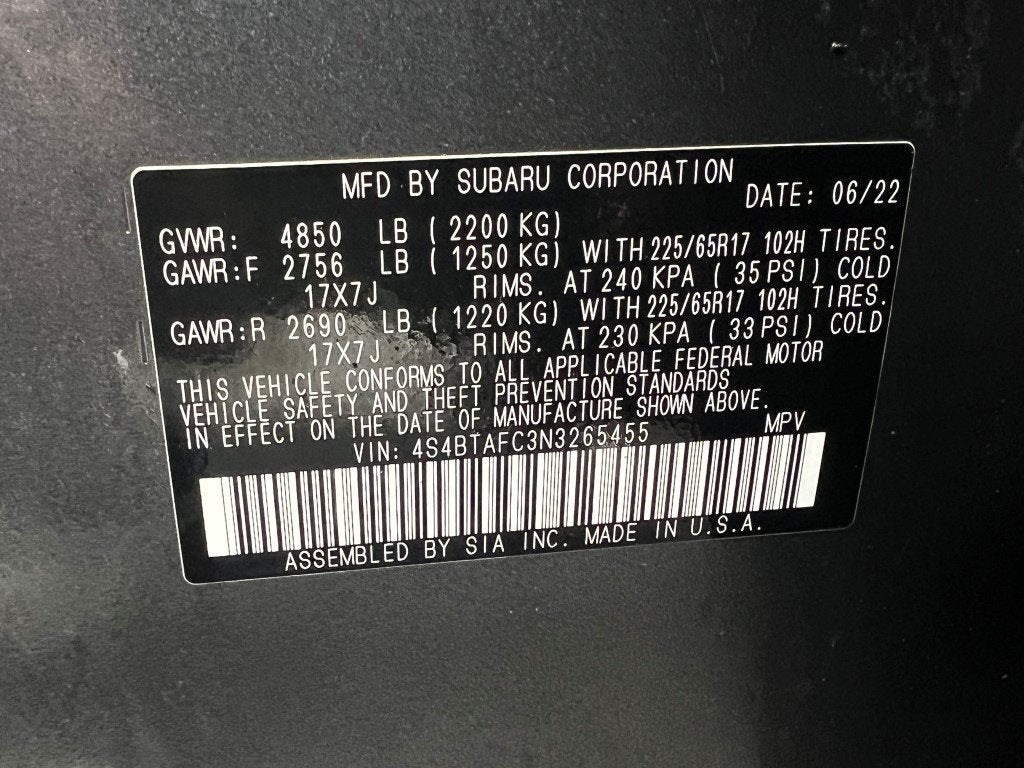 MFD BY SUBARU CORPORATION
DATE: 06/22
GVWR: 4850 LB ( 2200 KG)
GAWR:F 2756 LB ( 1250 KG) WITH 225/65R17 102H TIRES.
17X7J RIMS. AT 240 KPA ( 35 PSI) COLD
GAWR:R 2690 LB ( 1220 KG) WITH 225/65R17 102H TIRES.
17X7J RIMS. AT 230 KPA ( 33 PSI) COLD
THIS VEHICLE CONFORMS TO ALL APPLICABLE FEDERAL MOTOR
VEHICLE SAFETY AND THEFT PREVENTION STANDARDS
IN EFFECT ON THE DATE OF MANUFACTURE SHOWN ABOVE.
VIN: 4S4BTAFC3N3265455 MPV
ASSEMBLED BY SIA INC. MADE IN U.S.A.